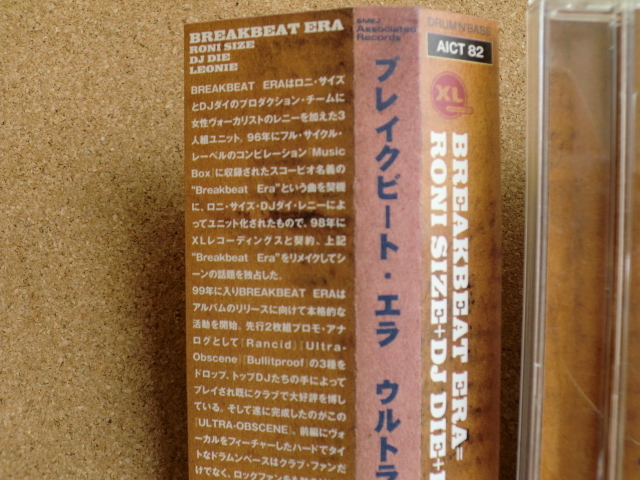 BREAKBEAT ERA
RONI SIZE
DJ DIE
LEONIE
BREAKBEAT ERAはロニ・サイズ
とDJダイのプロダクション・チームに
女性ヴォーカリストのレニーを加えた3
人組ユニット。96年にフル・サイクル・
レーベルのコンピレーション『Music
Box』に収録されたスコーピオ名義の
"Breakbeat Era"という曲を契機
に、ロニ・サイズ・DJダイ・レニーによ
ってユニット化されたもので、98年に
XLレコーディングスと契約、上記
"Breakbeat Era"をリメイクしてシ
ーンの話題を独占した。
99年に入りBREAKBEAT ERAは
アルバムのリリースに向けて本格的な
活動を開始。先行2枚組プロモ・アナ
ログとして『Rancid』『Ultra-
Obscene』『Bullitproof』の3種を
ドロップ、トップDJたちの手によって
プレイされ既にクラブで大好評を博し
ている。そして遂に完成したのがこの
『ULTRA-OBSCENE』。前編にヴォ
ーカルをフィーチャーしたハードでタイ
トなドラムンベースはクラブ・ファンだ
けでなく、ロックファンを
SMEJ
Associated
Records
ブレイクビート・エラ ウルトラ
DRUM'N'BASS
AICT 82
XL
BREAKBEAT ERA=
RONI SIZE+DJ DIE+